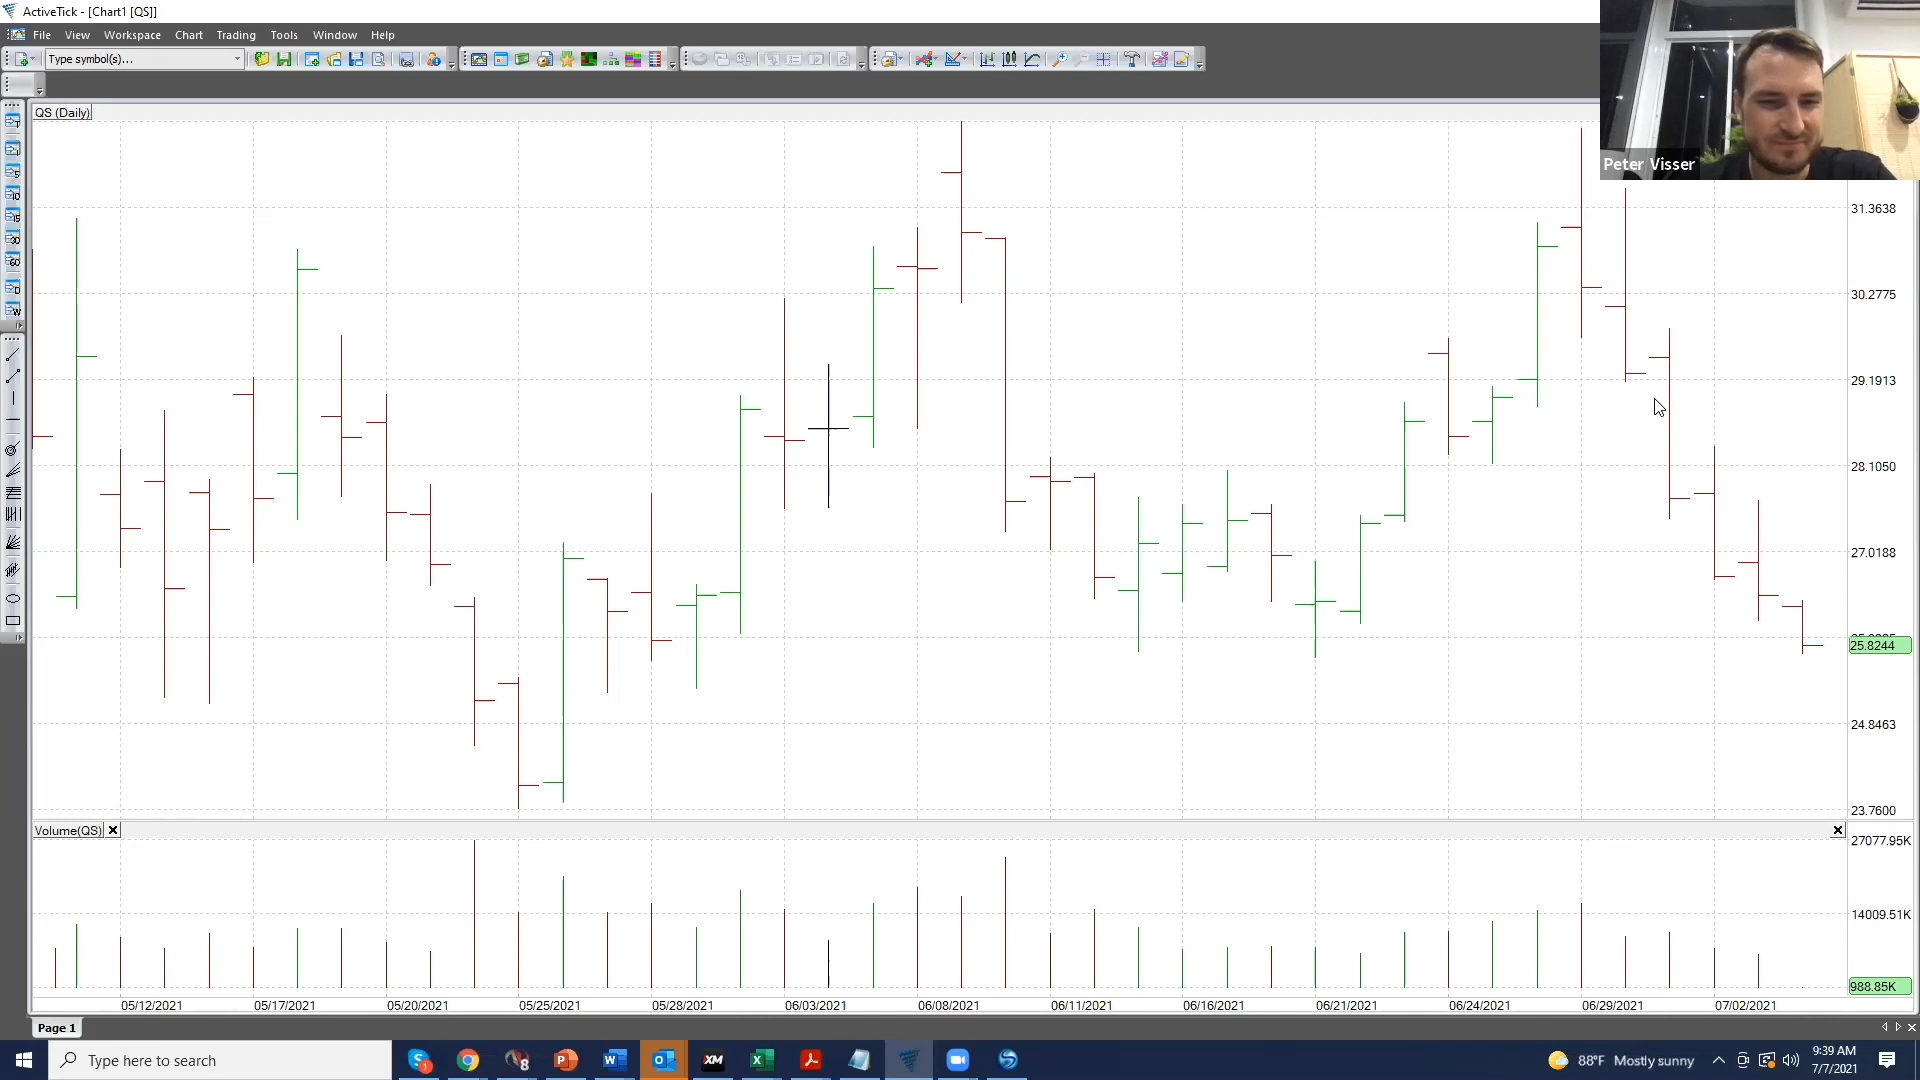 ActiveTick - [Chart1 [QS]]
File View Workspace Chart Trading Tools Window Help
Type symbol(s)...
QS (Daily)
Peter Visser
31.3638
30.2775
29.1913
28.1050
27.0188
25.8244
24.8463
23.7600
Volume(QS)
27077.95K
14009.51K
988.85K
05/12/2021 05/17/2021 05/20/2021 05/25/2021 05/28/2021 06/03/2021 06/08/2021 06/11/2021 06/16/2021 06/21/2021 06/24/2021 06/29/2021 07/02/2021
Page 1
Type here to search
88°F Mostly sunny
9:39 AM
7/7/2021